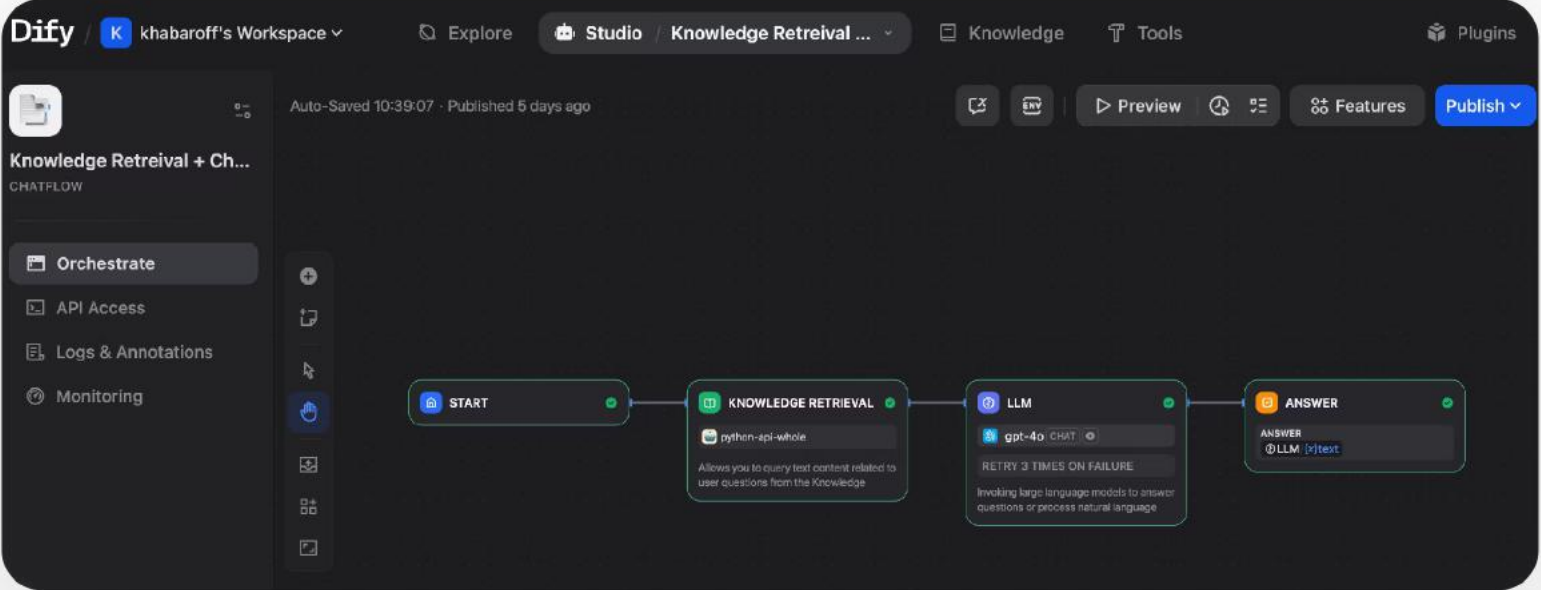 Dify / K khabaroff's Workspace Explore Studio / Knowledge Retreival ... Knowledge Tools Plugins
Auto-Saved 10:39:07 · Published 5 days ago ENV Preview Features Publish
Knowledge Retreival + Ch...
CHATFLOW
Orchestrate
API Access
Logs & Annotations
Monitoring
START
KNOWLEDGE RETRIEVAL
python-api-whole
Allows you to query text content related to
user questions from the Knowledge
LLM
gpt-4o CHAT
RETRY 3 TIMES ON FAILURE
Invoking large language models to answer
questions or process natural language
ANSWER
ANSWER
LLM [x]text